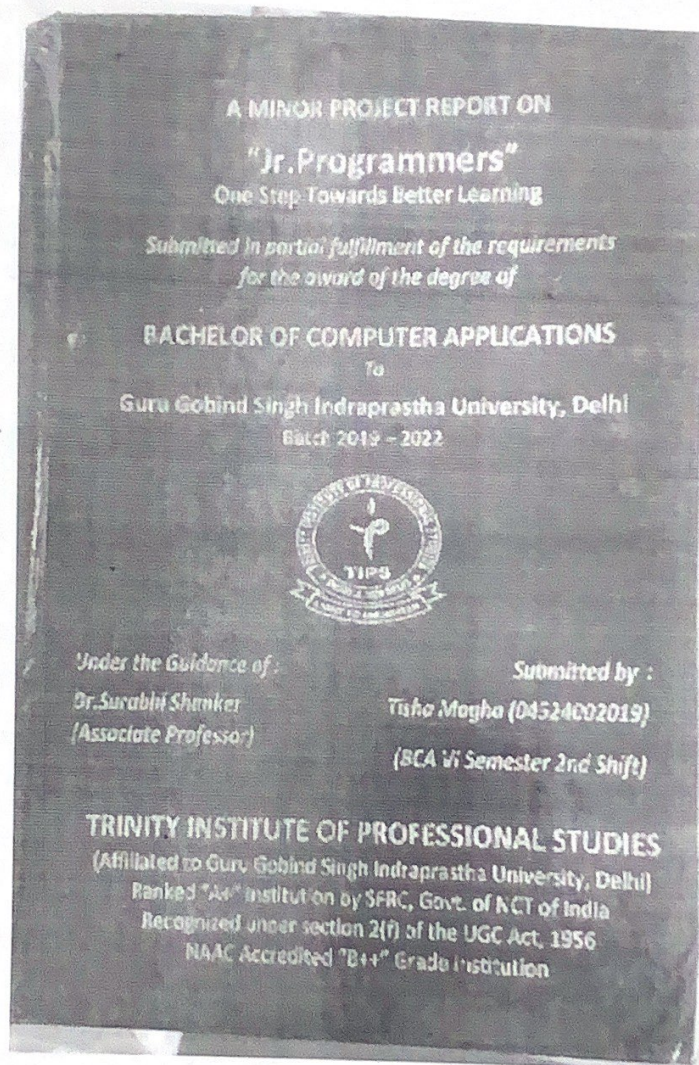 A MINOR PROJECT REPORT ON
"Jr.Programmers"
One Step Towards Better Learning
Submitted in partial fulfillment of the requirements
for the award of the degree of
BACHELOR OF COMPUTER APPLICATIONS
To
Guru Gobind Singh Indraprastha University, Delhi
Batch 2019 – 2022
TIPS
Under the Guidance of :
Dr.Surabhi Shanker
(Associate Professor)
Submitted by :
Tisha Magha (04524002019)
(BCA VI Semester 2nd Shift)
TRINITY INSTITUTE OF PROFESSIONAL STUDIES
(Affiliated to Guru Gobind Singh Indraprastha University, Delhi)
Ranked "A+" Institution by SFRC, Govt. of NCT of India
Recognized under section 2(f) of the UGC Act, 1956
NAAC Accredited "B++" Grade Institution